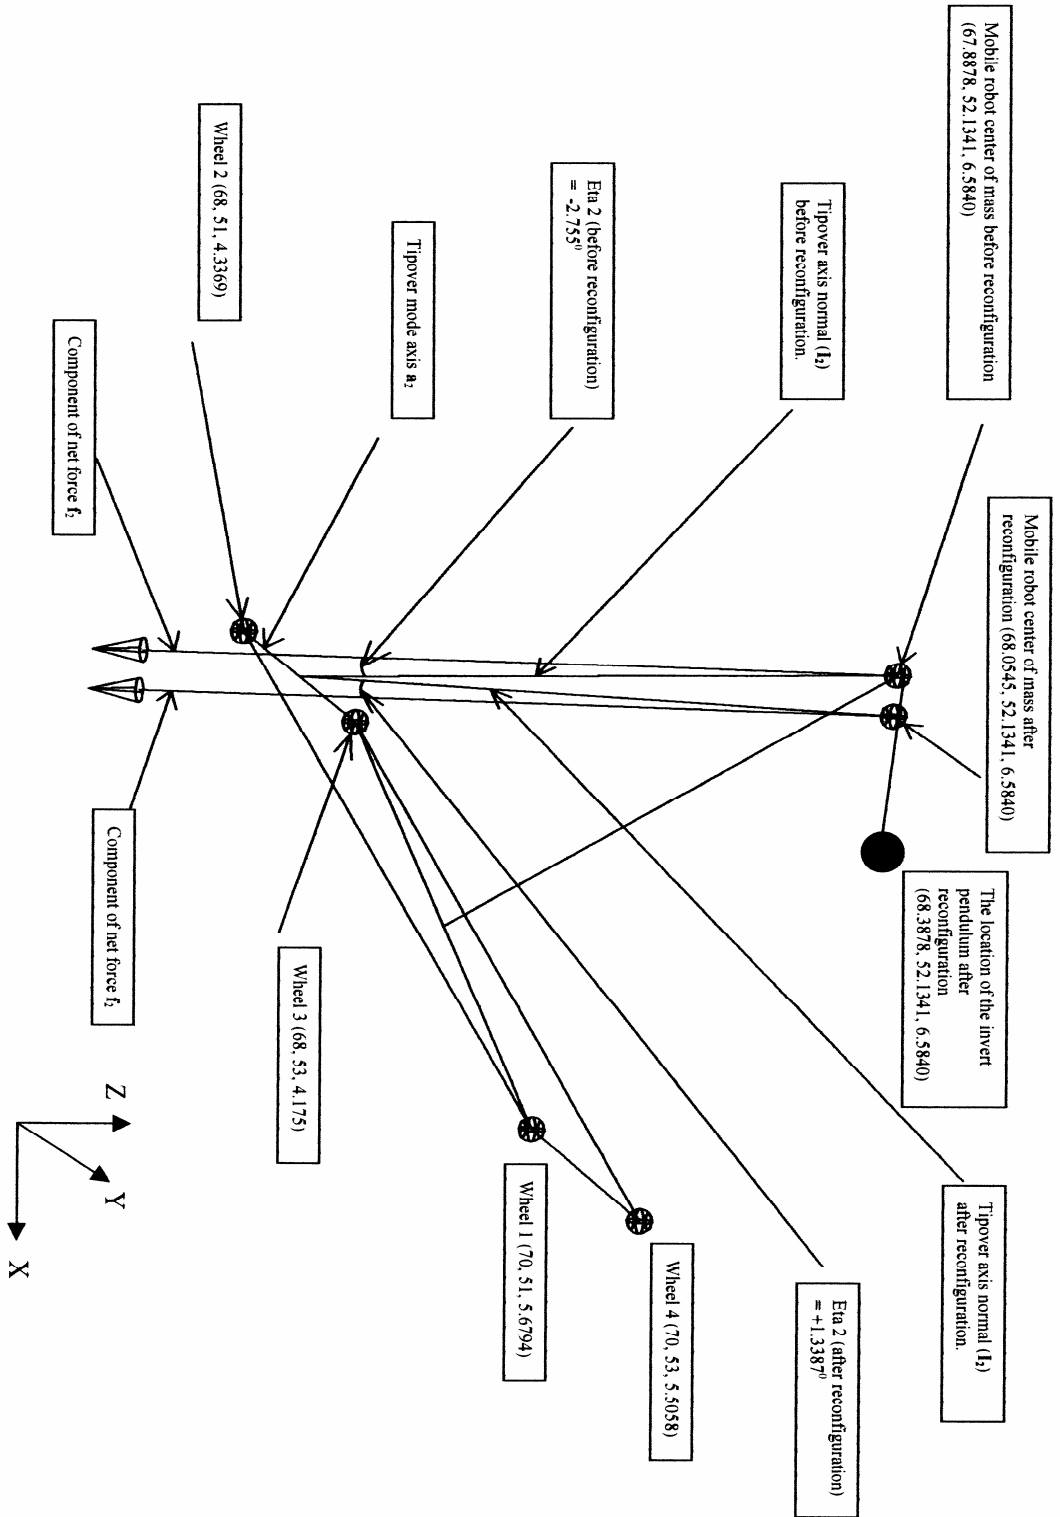 Mobile robot center of mass before reconfiguration
(67.8878, 52.1341, 6.5840)
Mobile robot center of mass after
reconfiguration (68.0545, 52.1341, 6.5840)
The location of the invert
pendulum after
reconfiguration
(68.3878, 52.1341, 6.5840)
Tipover axis normal (I₂)
before reconfiguration.
Tipover axis normal (I₂)
after reconfiguration.
Eta 2 (before reconfiguration)
= -2.755⁰
Eta 2 (after reconfiguration)
= +1.3387⁰
Tipover mode axis a₂
Wheel 4 (70, 53, 5.5058)
Wheel 2 (68, 51, 4.3369)
Wheel 1 (70, 51, 5.6794)
Wheel 3 (68, 53, 4.175)
Component of net force f₂
Component of net force f₂
Z
Y
X